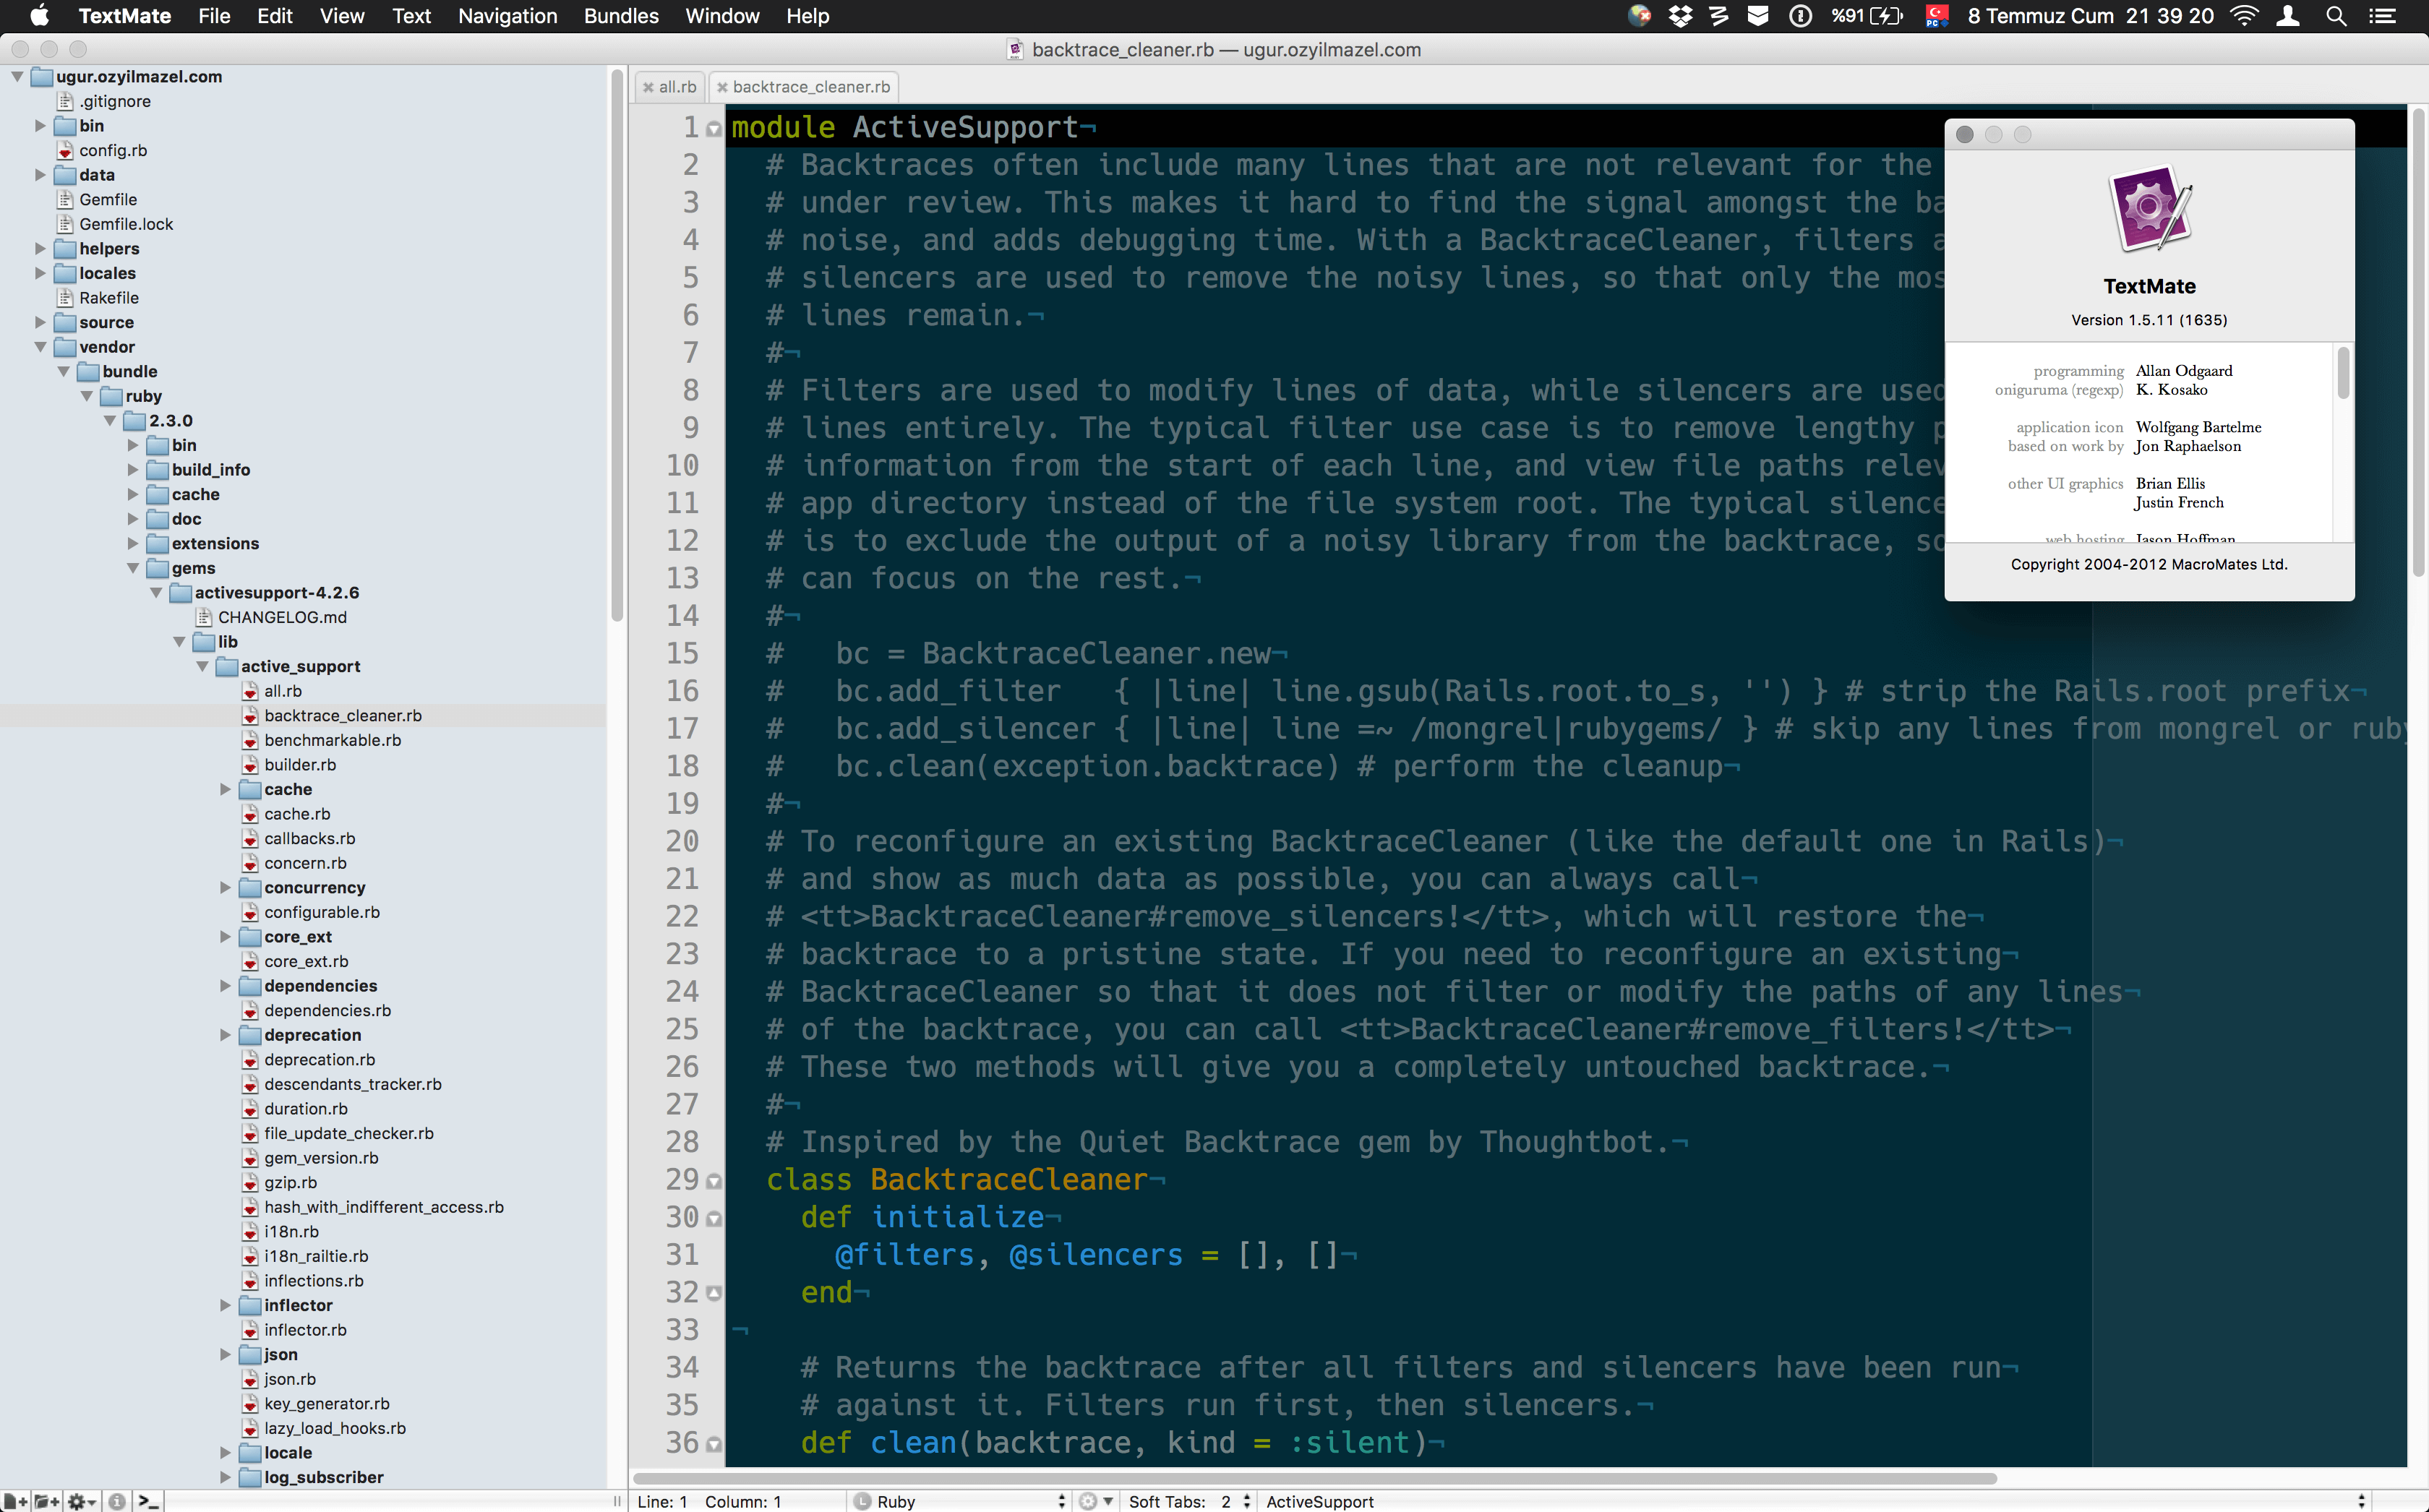 TextMate File Edit View Text Navigation Bundles Window Help
%91 PC 8 Temmuz Cum 21 39 20
backtrace_cleaner.rb — ugur.ozyilmazel.com
ugur.ozyilmazel.com
.gitignore
bin
config.rb
data
Gemfile
Gemfile.lock
helpers
locales
Rakefile
source
vendor
bundle
ruby
2.3.0
bin
build_info
cache
doc
extensions
gems
activesupport-4.2.6
CHANGELOG.md
lib
active_support
all.rb
backtrace_cleaner.rb
benchmarkable.rb
builder.rb
cache
cache.rb
callbacks.rb
concern.rb
concurrency
configurable.rb
core_ext
core_ext.rb
dependencies
dependencies.rb
deprecation
deprecation.rb
descendants_tracker.rb
duration.rb
file_update_checker.rb
gem_version.rb
gzip.rb
hash_with_indifferent_access.rb
i18n.rb
i18n_railtie.rb
inflections.rb
inflector
inflector.rb
json
json.rb
key_generator.rb
lazy_load_hooks.rb
locale
log_subscriber
all.rb backtrace_cleaner.rb
1 module ActiveSupport¬
2 # Backtraces often include many lines that are not relevant for the
3 # under review. This makes it hard to find the signal amongst the ba
4 # noise, and adds debugging time. With a BacktraceCleaner, filters a
5 # silencers are used to remove the noisy lines, so that only the mos
6 # lines remain.¬
7 #¬
8 # Filters are used to modify lines of data, while silencers are used
9 # lines entirely. The typical filter use case is to remove lengthy p
10 # information from the start of each line, and view file paths relev
11 # app directory instead of the file system root. The typical silence
12 # is to exclude the output of a noisy library from the backtrace, so
13 # can focus on the rest.¬
14 #¬
15 #   bc = BacktraceCleaner.new¬
16 #   bc.add_filter   { |line| line.gsub(Rails.root.to_s, '') } # strip the Rails.root prefix¬
17 #   bc.add_silencer { |line| line =~ /mongrel|rubygems/ } # skip any lines from mongrel or ruby
18 #   bc.clean(exception.backtrace) # perform the cleanup¬
19 #¬
20 # To reconfigure an existing BacktraceCleaner (like the default one in Rails)¬
21 # and show as much data as possible, you can always call¬
22 # <tt>BacktraceCleaner#remove_silencers!</tt>, which will restore the¬
23 # backtrace to a pristine state. If you need to reconfigure an existing¬
24 # BacktraceCleaner so that it does not filter or modify the paths of any lines¬
25 # of the backtrace, you can call <tt>BacktraceCleaner#remove_filters!</tt>¬
26 # These two methods will give you a completely untouched backtrace.¬
27 #¬
28 # Inspired by the Quiet Backtrace gem by Thoughtbot.¬
29 class BacktraceCleaner¬
30 def initialize¬
31 @filters, @silencers = [], []¬
32 end¬
33 ¬
34 # Returns the backtrace after all filters and silencers have been run¬
35 # against it. Filters run first, then silencers.¬
36 def clean(backtrace, kind = :silent)¬
TextMate
Version 1.5.11 (1635)
programming Allan Odgaard
oniguruma (regexp) K. Kosako
application icon Wolfgang Bartelme
based on work by Jon Raphaelson
other UI graphics Brian Ellis
Justin French
web hosting Jason Hoffman
Copyright 2004-2012 MacroMates Ltd.
Line: 1 Column: 1 L Ruby Soft Tabs: 2 ActiveSupport